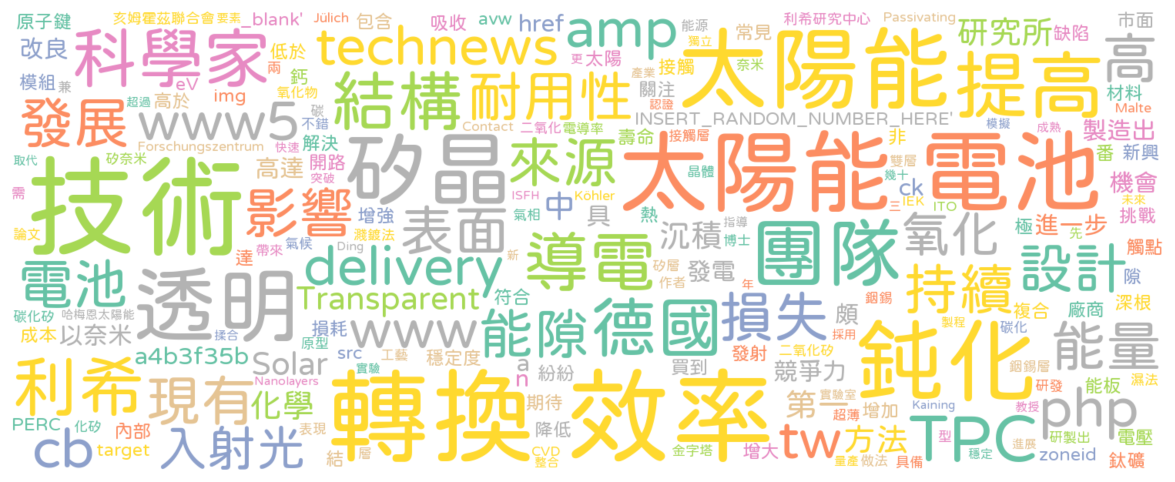 原子鍵 亥姆霍茲聯合會 要素 _blank' Jülich 包含 吸收 avw href amp 利希研究中心 Passivating 市面
改良 科學家 低於 兩 technews 常見 更 太陽 能源 獨立 太陽能 研究所 缺陷 提高 高
模組 兼 eV 鈣 氧化物 結構 耐用性 接觸 產業 奈米 關注 認證 材料 Malte
發展 超過 高於 img 碳 www5 不錯 Contact 二氧化 電導率 壽命 接觸層 INSERT_RANDOM_NUMBER_HERE' 非 模擬 成熟 製造出
取代 矽奈米 Forschungszentrum 快速 解決 矽晶 來源 太陽能 電池 雙層 番 新興
需 技術 高達 開路 突破 ISFH Köhler 晶體 幾十 ck 三 IEK ITO 未來 機會
論文 影響 增強 濺鍍法 表面 氣相 中 具 熱 指導 博士 團隊 氧化 極 先 進一步 挑戰
電池 透明 達 帶來 氣候 Ding delivery 新 導電 矽層 作者 沉積 發電 年 設計 觸點 隙
碳化矽 哈梅恩太陽能 Transparent 符合 能隙 德國 損失 頗 持續 銦錫 複合 廠商 深根
成本 以奈米 揉合 原型 損耗 www 採用 製程 碳化 能量
利希 a4b3f35b Solar src 工藝 穩定度 an 紛紛 買到 發射 二氧化矽 競爭力 鈍化 銦錫層 能板 濕法
現有 化學 Nanolayers 實驗 轉換 效率 期待 第一 實驗室 超薄 增加 Kaining 研發 教授 php
PERC 化矽 內部 表現 降低 TPC 型 研製出 電壓
cb target 入射光 結 層 CVD 整合 金字塔 增大 tw 量產 做法 方法 具備 進展 穩定 zoneid 鈦礦